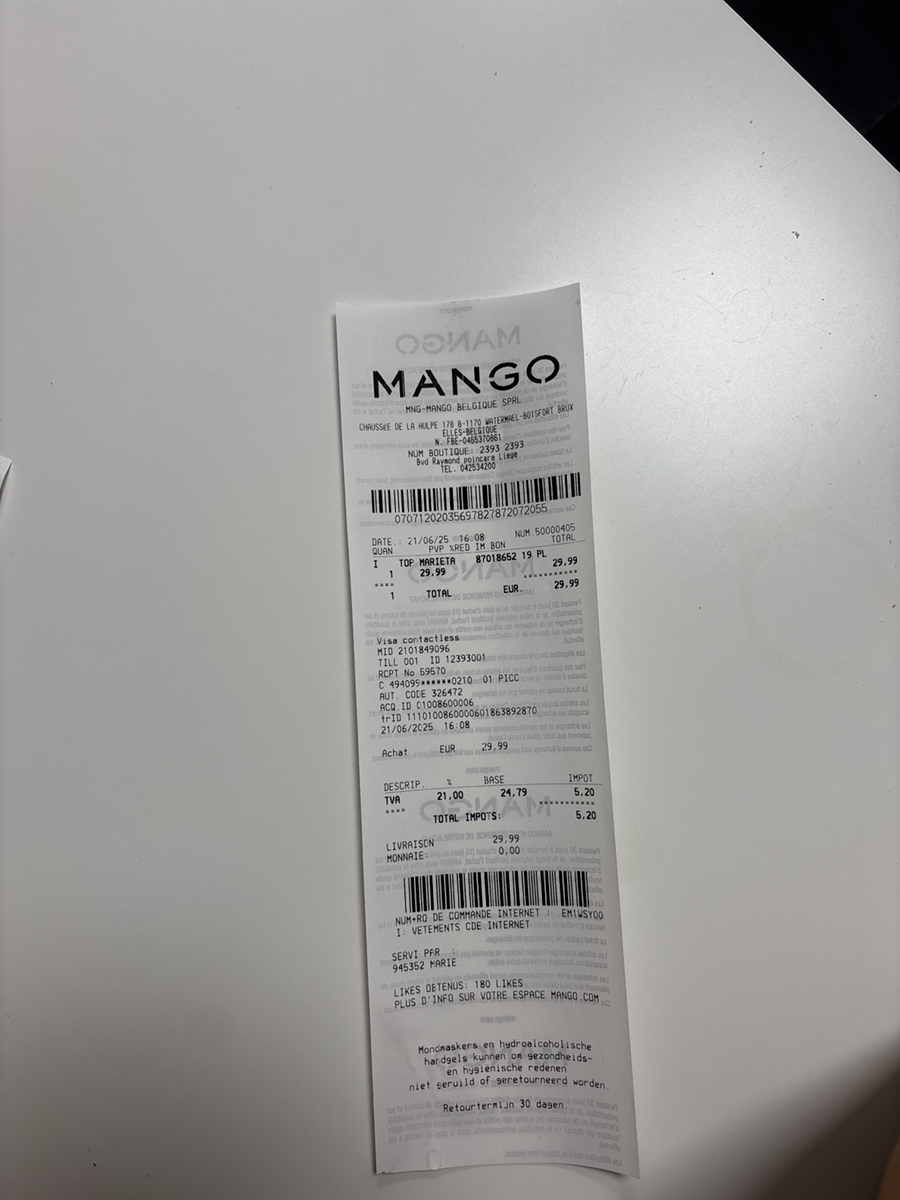 MANGO
MNG-MANGO BELGIQUE SPRL
CHAUSSéE DE LA HULPE 178 B-1170 WATERMAEL-BOISFORT BRUX
ELLES-BELGIQUE
N. FBE-0465370861
NUM BOUTIQUE: 2393 2393
Bvd Raymond poincare Liege
TEL. 042534200
0707120203569782787207205​5
DATE.: 21/06/25 16:08 NUM.50000405
QUAN PVP %RED IM.BON TOTAL
I TOP MARIETA 87018652 19 PL
1 29,99 29,99
==== ==========
1 TOTAL EUR. 29,99
Visa contactless
MID 2101849096
TILL 001 ID 12393001
RCPT No 59570
C 494099******0210 01 PICC
AUT. CODE 326472
ACQ.ID 01008600006
trID 1110100860000601863892870
21/06/2025 16:08
Achat EUR 29,99
DESCRIP. % BASE IMPOT
TVA 21,00 24,79 5,20
==== ==========
TOTAL IMPOTS: 5,20
LIVRAISON 29,99
MONNAIE: 0,00
NUM+RO DE COMMANDE INTERNET : EM1WSYOO
I: VETEMENTS CDE INTERNET
SERVI PAR :
945352 MARIE
LIKES OBTENUS: 180 LIKES
PLUS D'INFO SUR VOTRE ESPACE MANGO.COM
Mondmaskers en hydroalcoholische
hardgels kunnen om gezondheids-
en hygiënische redenen
niet geruild of geretourneerd worden.
Retourtermijn 30 dagen.